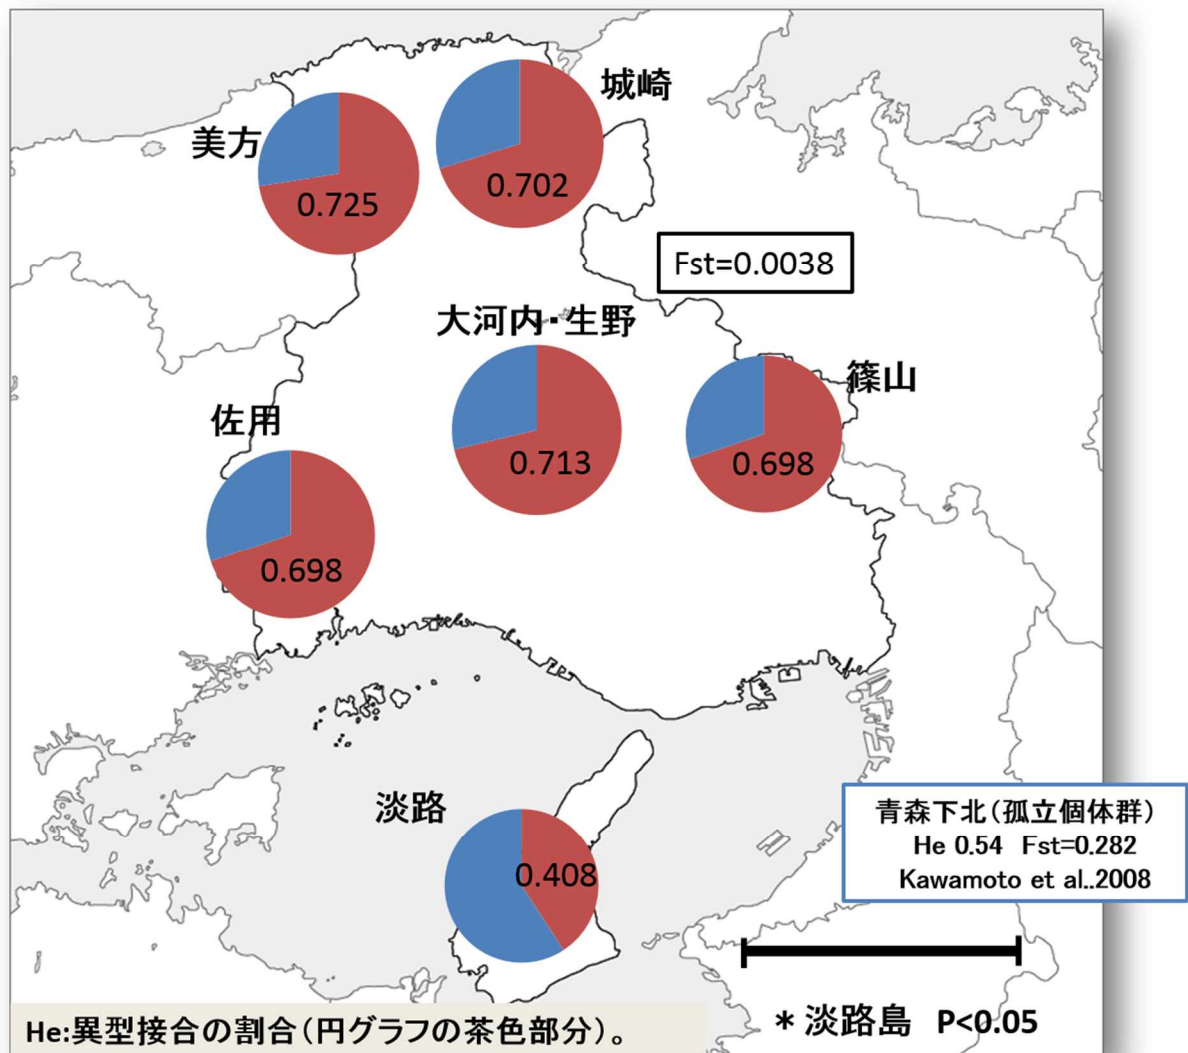 城崎
美方
0.702
0.725
Fst=0.0038
大河内・生野
篠山
佐用
0.713
0.698
0.698
淡路
青森下北(孤立個体群)
He 0.54 Fst=0.282
Kawamoto et al..2008
0.408
He:異型接合の割合(円グラフの茶色部分)。
*淡路島 P<0.05